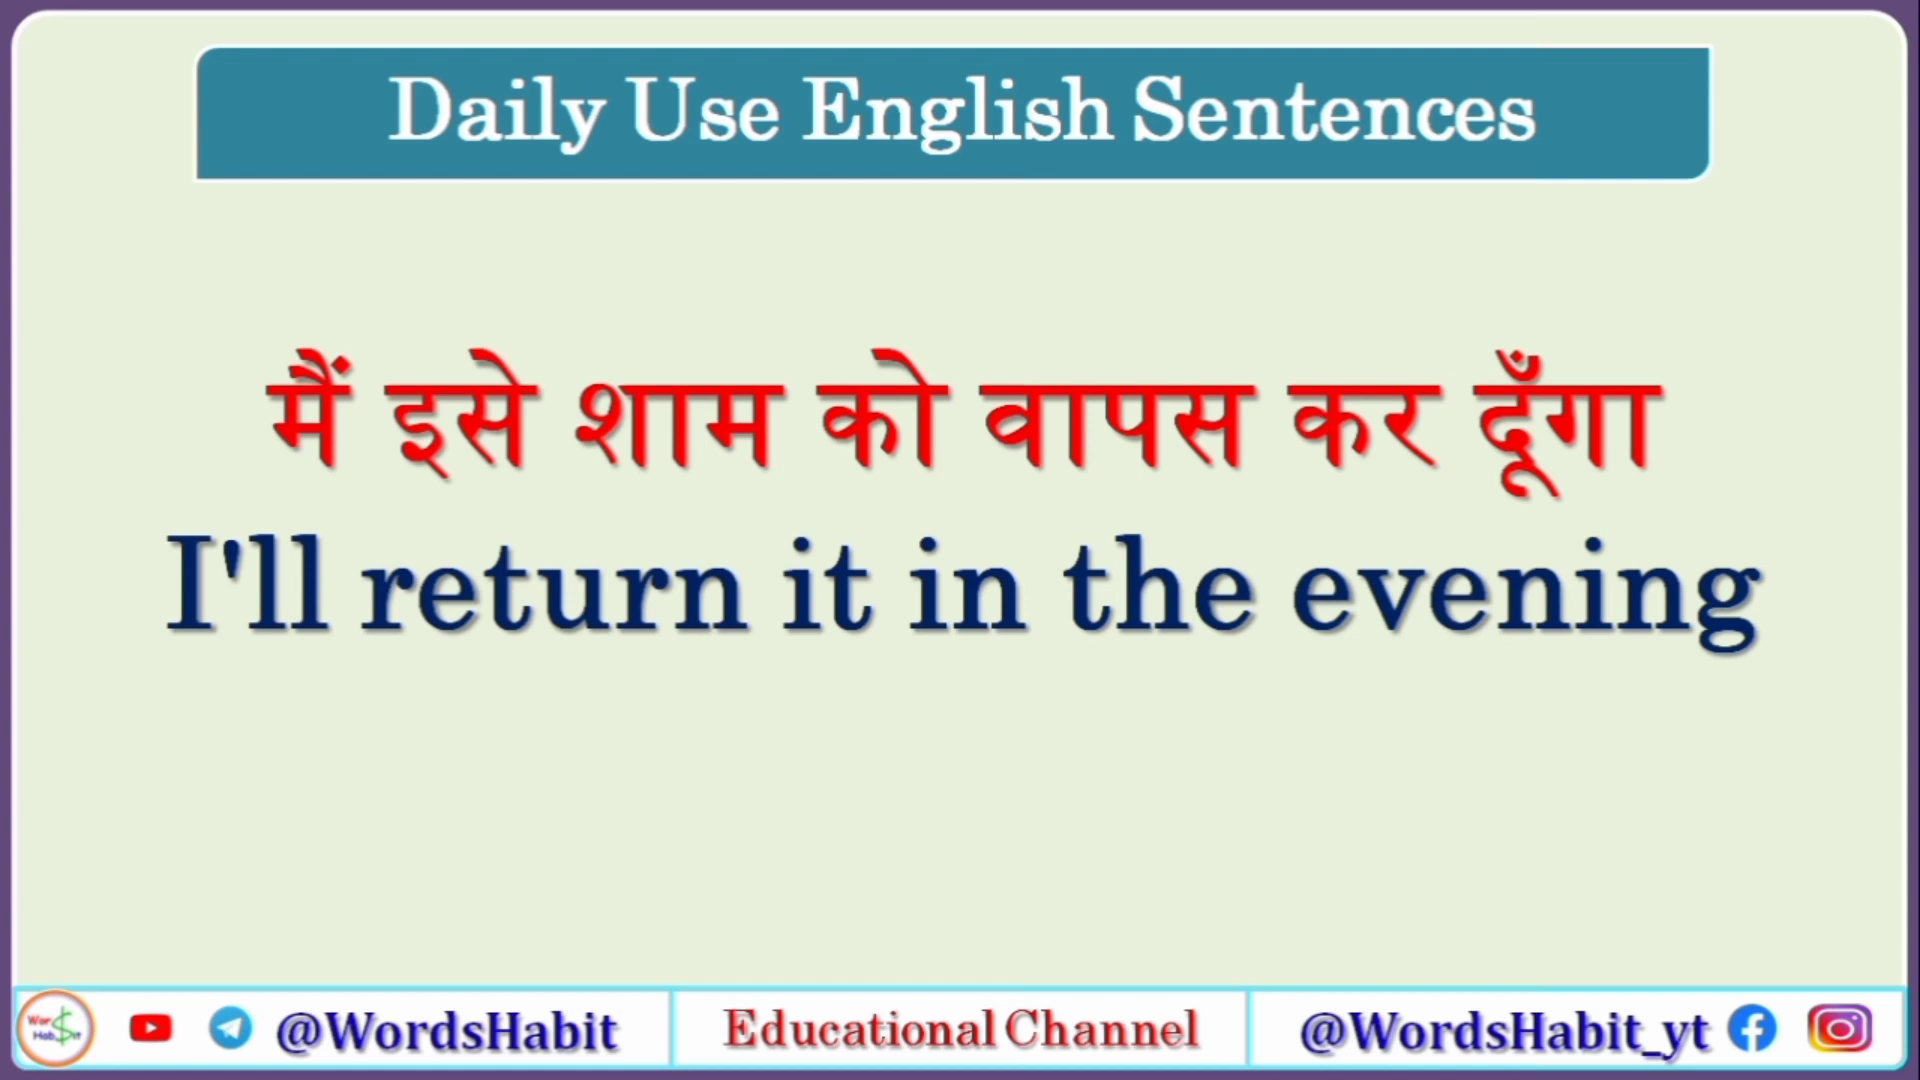 Daily Use English Sentences
मैं इसे शाम को वापस कर दूँगा
I'll return it in the evening
@WordsHabit
Educational Channel
@WordsHabit_yt